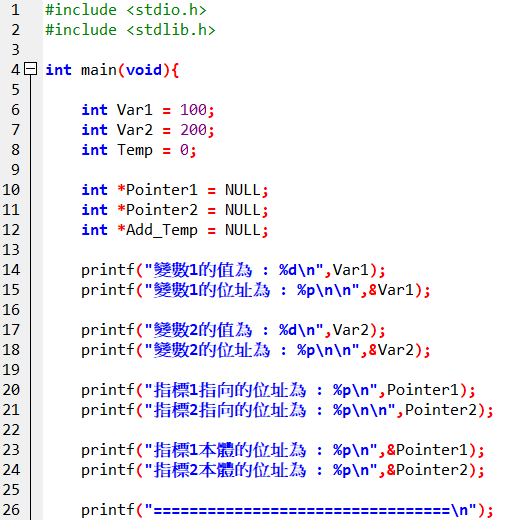 1 #include <stdio.h>
2 #include <stdlib.h>
3
4 int main(void){
5
6 int Var1 = 100;
7 int Var2 = 200;
8 int Temp = 0;
9
10 int *Pointer1 = NULL;
11 int *Pointer2 = NULL;
12 int *Add_Temp = NULL;
13
14 printf("變數1的值為 : %d\n",Var1);
15 printf("變數1的位址為 : %p\n\n",&Var1);
16
17 printf("變數2的值為 : %d\n",Var2);
18 printf("變數2的位址為 : %p\n\n",&Var2);
19
20 printf("指標1指向的位址為 : %p\n",Pointer1);
21 printf("指標2指向的位址為 : %p\n\n",Pointer2);
22
23 printf("指標1本體的位址為 : %p\n",&Pointer1);
24 printf("指標2本體的位址為 : %p\n",&Pointer2);
25
26 printf("=================================\n");